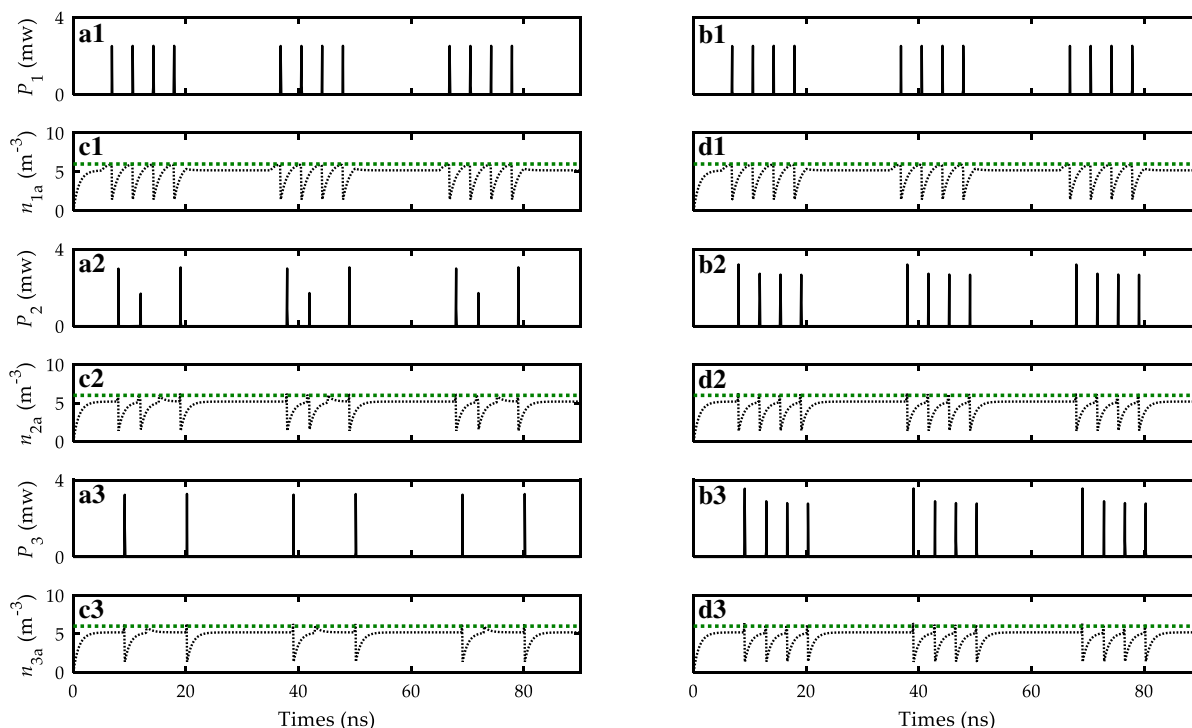 P1 (mw)
4
0
a1
b1
n1a (m-3)
10
5
0
c1
d1
P2 (mw)
4
0
a2
b2
n2a (m-3)
10
5
0
c2
d2
P3 (mw)
4
0
a3
b3
n3a (m-3)
10
5
0
c3
d3
0 20 40 60 80
0 20 40 60 80
Times (ns)
Times (ns)